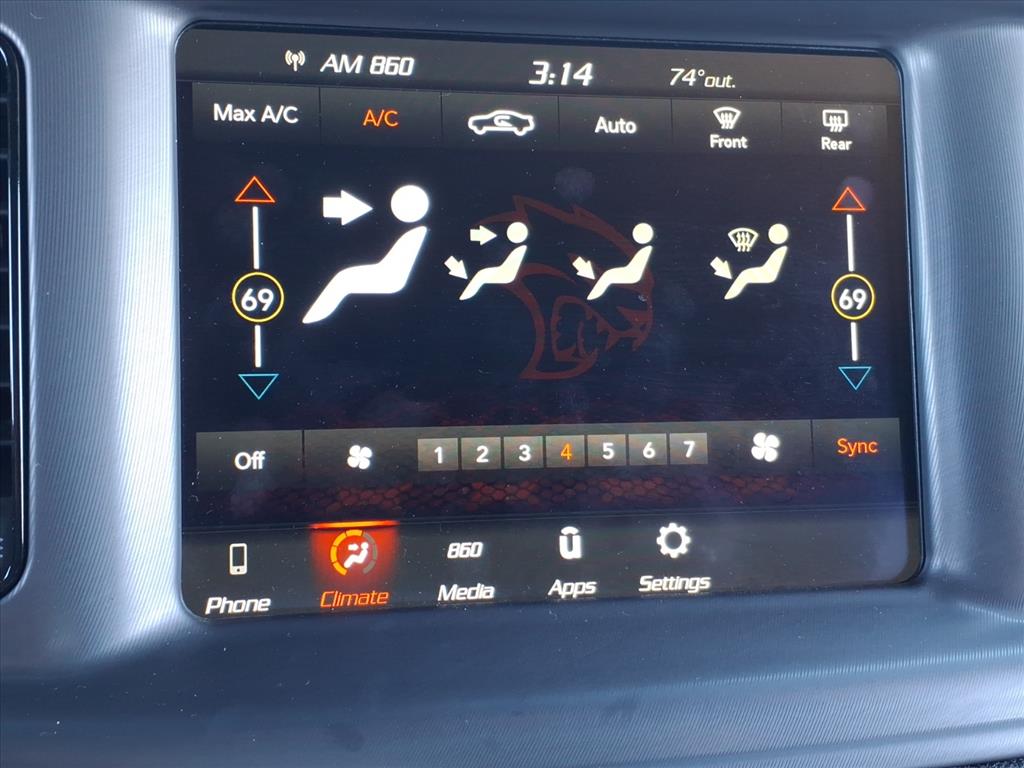 AM 860 3:14 74°out.
Max A/C A/C Auto Front Rear
69 69
Off 1 2 3 4 5 6 7 Sync
860
Phone Climate Media Apps Settings